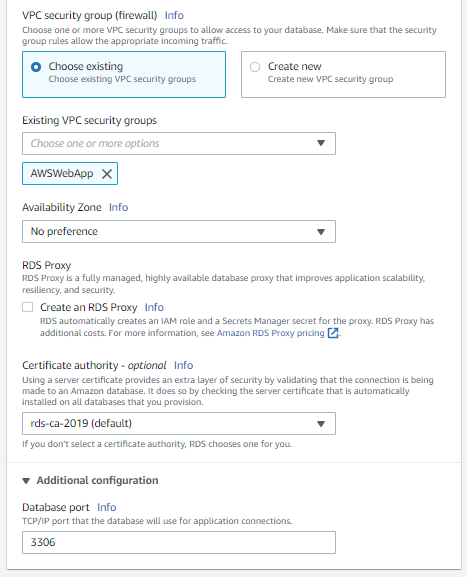 VPC security group (firewall) Info
Choose one or more VPC security groups to allow access to your database. Make sure that the security
group rules allow the appropriate incoming traffic.
Choose existing
Choose existing VPC security groups
Create new
Create new VPC security group
Existing VPC security groups
Choose one or more options
AWSWebApp
Availability Zone Info
No preference
RDS Proxy
RDS Proxy is a fully managed, highly available database proxy that improves application scalability,
resiliency, and security.
Create an RDS Proxy Info
RDS automatically creates an IAM role and a Secrets Manager secret for the proxy. RDS Proxy has
additional costs. For more information, see Amazon RDS Proxy pricing.
Certificate authority - optional Info
Using a server certificate provides an extra layer of security by validating that the connection is being
made to an Amazon database. It does so by checking the server certificate that is automatically
installed on all databases that you provision.
rds-ca-2019 (default)
If you don't select a certificate authority, RDS chooses one for you.
Additional configuration
Database port Info
TCP/IP port that the database will use for application connections.
3306